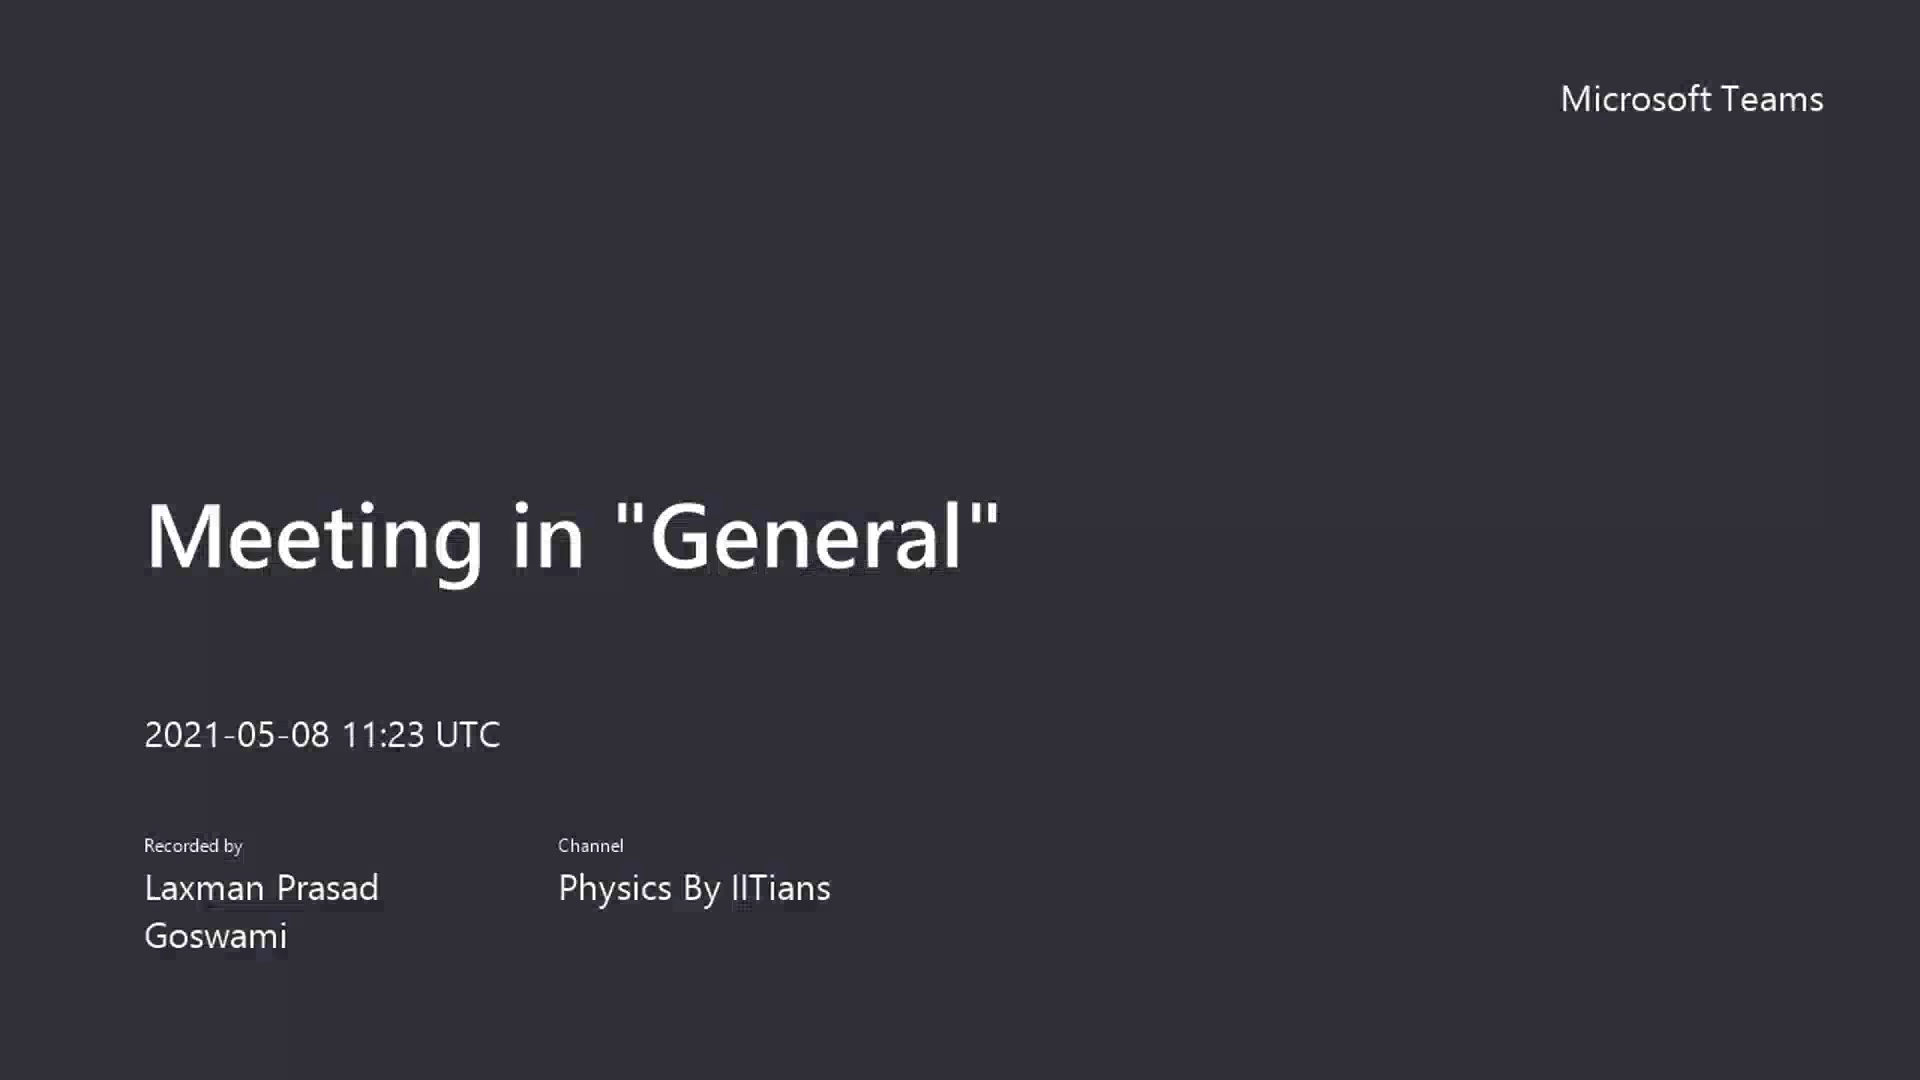 Microsoft Teams
Meeting in "General"
2021-05-08 11:23 UTC
Recorded by
Laxman Prasad
Goswami
Channel
Physics By IITians